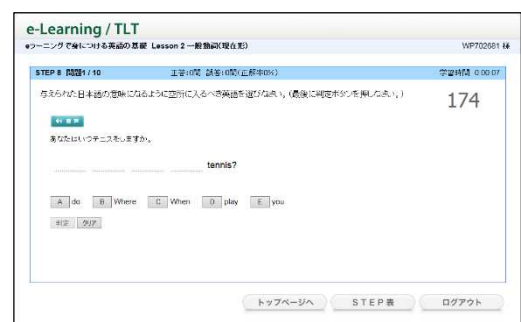 e-Learning / TLT
eラーニングで身につける英語の基礎 Lesson 2 一般動詞(現在形)
WP702681 様
STEP 8 問題1 / 10 正答:0問 誤答:0問(正解率0%) 学習時間 0:00:07
与えられた日本語の意味になるように空所に入るべき英語を選びなさい。(最後に判定ボタンを押しなさい。)
174
音声
あなたはいつテニスをしますか。
tennis?
A do B Where C When D play E you
判定 クリア
トップページへ STEP表 ログアウト